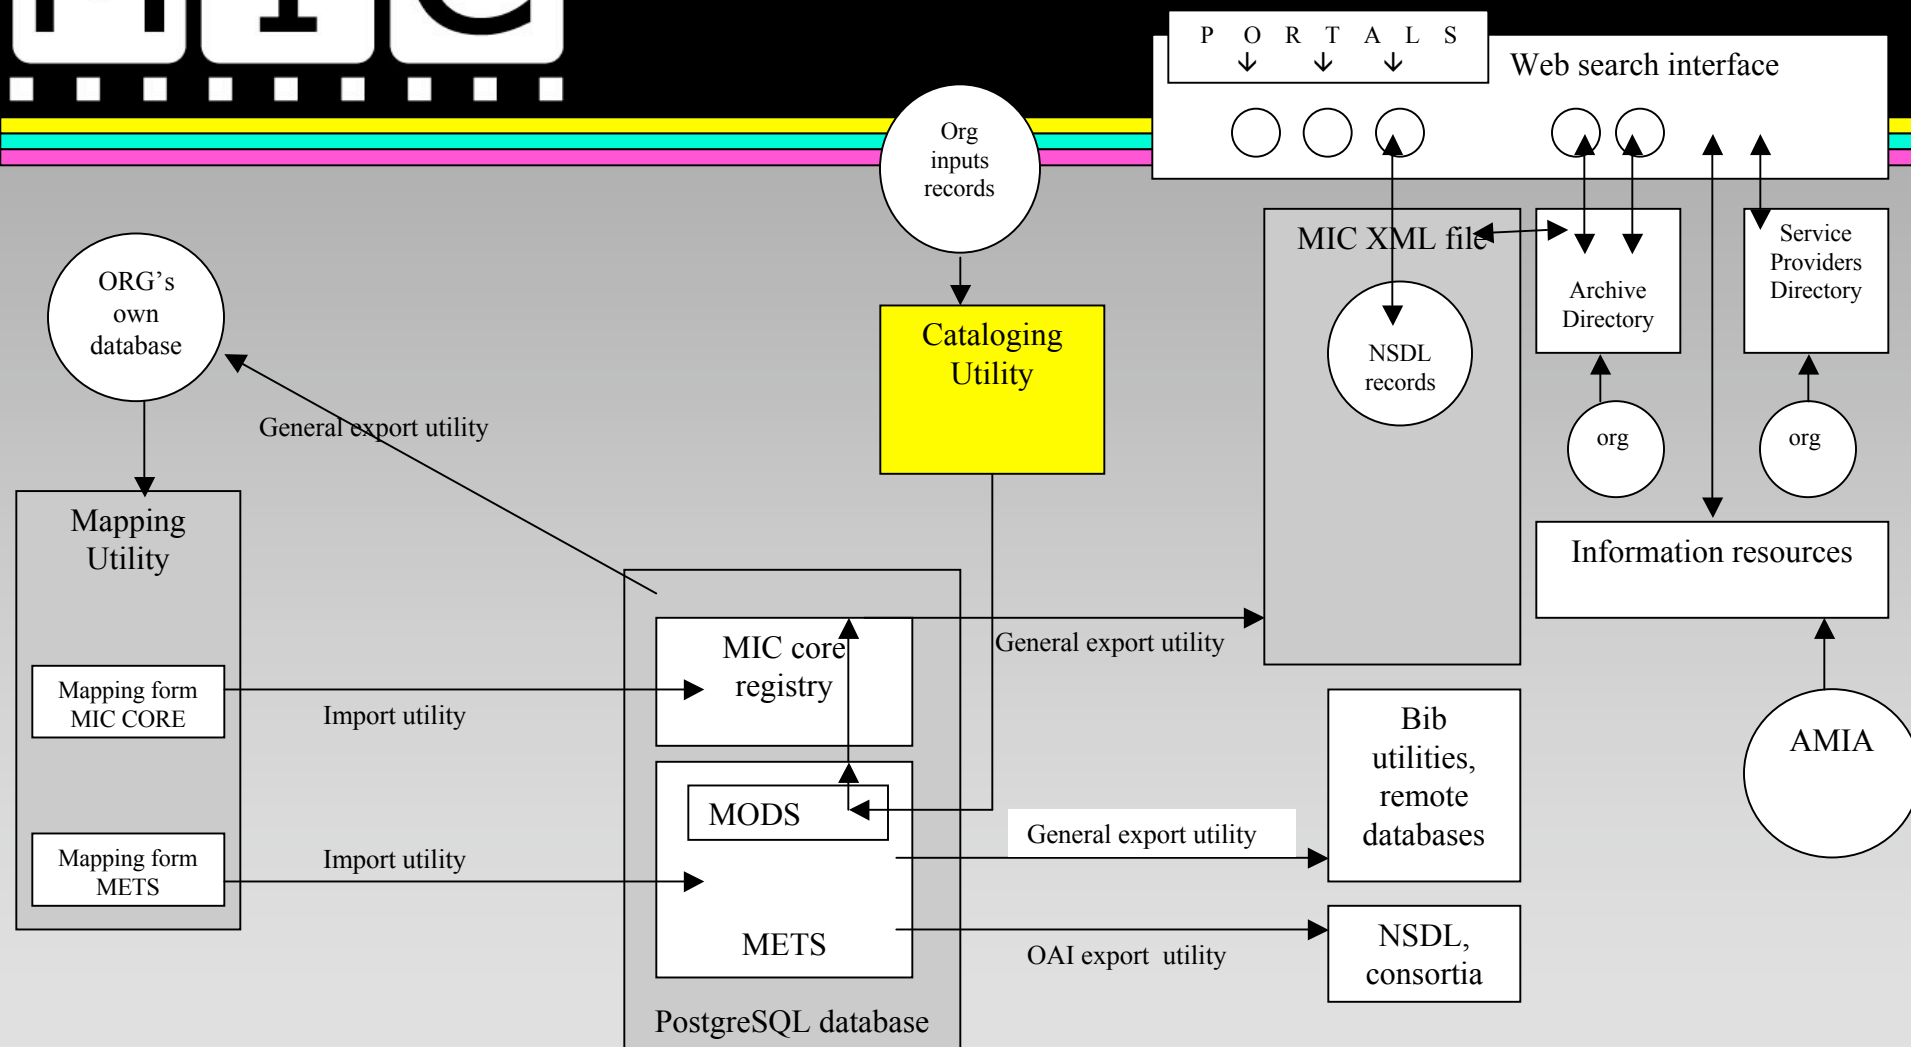 MIC
P O R T A L S
Web search interface
Org
inputs
records
ORG’s
own
database
MIC XML file
Service
Providers
Directory
Archive
Directory
NSDL
records
Cataloging
Utility
General export utility
org
org
Mapping
Utility
Information resources
MIC core
registry
General export utility
Mapping form
MIC CORE
Import utility
Bib
utilities,
remote
databases
AMIA
MODS
General export utility
Mapping form
METS
Import utility
METS
OAI export utility
NSDL,
consortia
PostgreSQL database